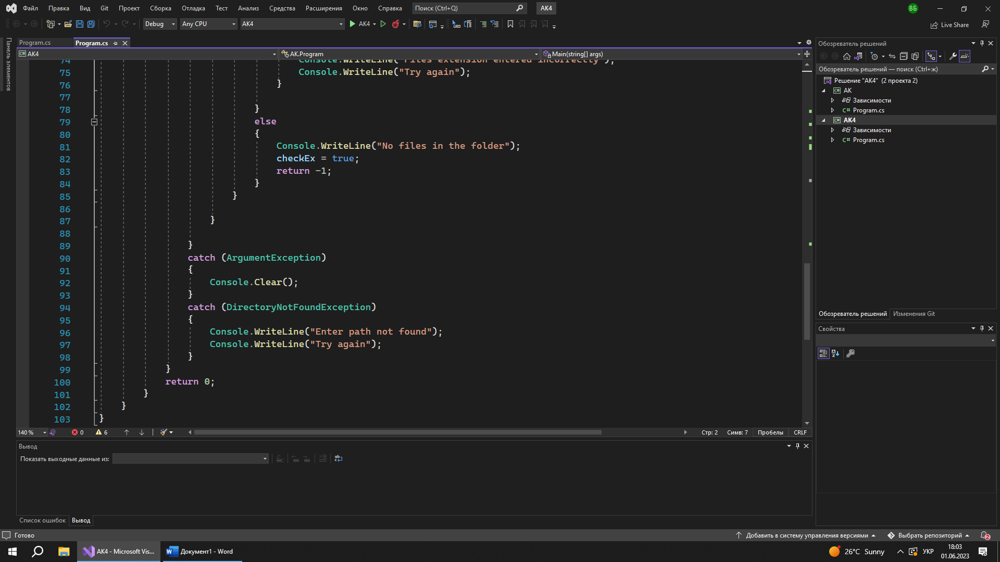 Файл Правка Вид Git Проект Сборка Отладка Тест Анализ Средства Расширения Окно Справка Поиск (Ctrl+Q) AK4 ВБ
Debug Any CPU AK4 AK4 Live Share
Панель элементов
Program.cs Program.cs
AK4 AK.Program Main(string[] args)
74 Console.WriteLine("Files extension entered incorrectly");
75 Console.WriteLine("Try again");
76 }
77
78 }
79 else
80 {
81 Console.WriteLine("No files in the folder");
82 checkEx = true;
83 return -1;
84 }
85 }
86
87 }
88
89 }
90 catch (ArgumentException)
91 {
92 Console.Clear();
93 }
94 catch (DirectoryNotFoundException)
95 {
96 Console.WriteLine("Enter path not found");
97 Console.WriteLine("Try again");
98 }
99 }
100 return 0;
101 }
102 }
103 }
140 % 0 6 Стр: 2 Симв: 7 Пробелы CRLF
Вывод
Показать выходные данные из:
Список ошибок Вывод
Обозреватель решений
Обозреватель решений — поиск (Ctrl+ж)
Решение "AK4" (2 проекта 2)
AK
Зависимости
C# Program.cs
AK4
Зависимости
C# Program.cs
Обозреватель решений Изменения Git
Свойства
Готово Добавить в систему управления версиями Выбрать репозиторий 2
AK4 - Microsoft Vis... Документ1 - Word 26°C Sunny УКР 18:03
01.06.2023